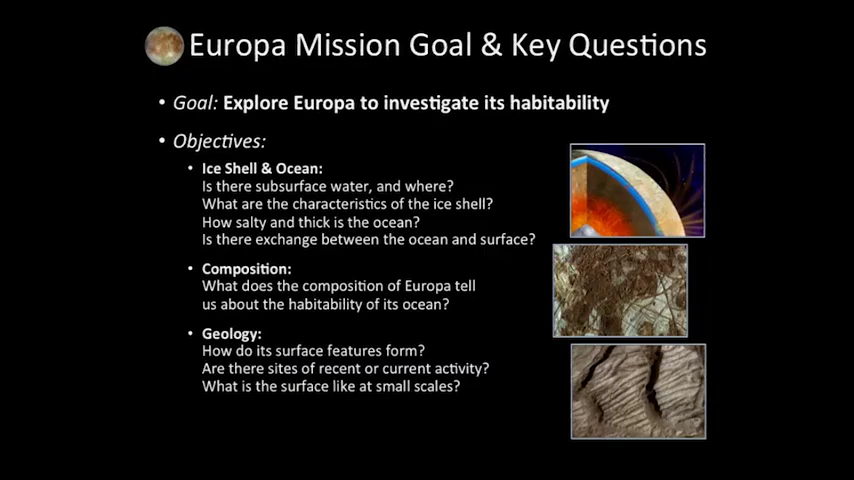 Europa Mission Goal & Key Questions
• Goal: Explore Europa to investigate its habitability
• Objectives:
• Ice Shell & Ocean:
Is there subsurface water, and where?
What are the characteristics of the ice shell?
How salty and thick is the ocean?
Is there exchange between the ocean and surface?
• Composition:
What does the composition of Europa tell
us about the habitability of its ocean?
• Geology:
How do its surface features form?
Are there sites of recent or current activity?
What is the surface like at small scales?